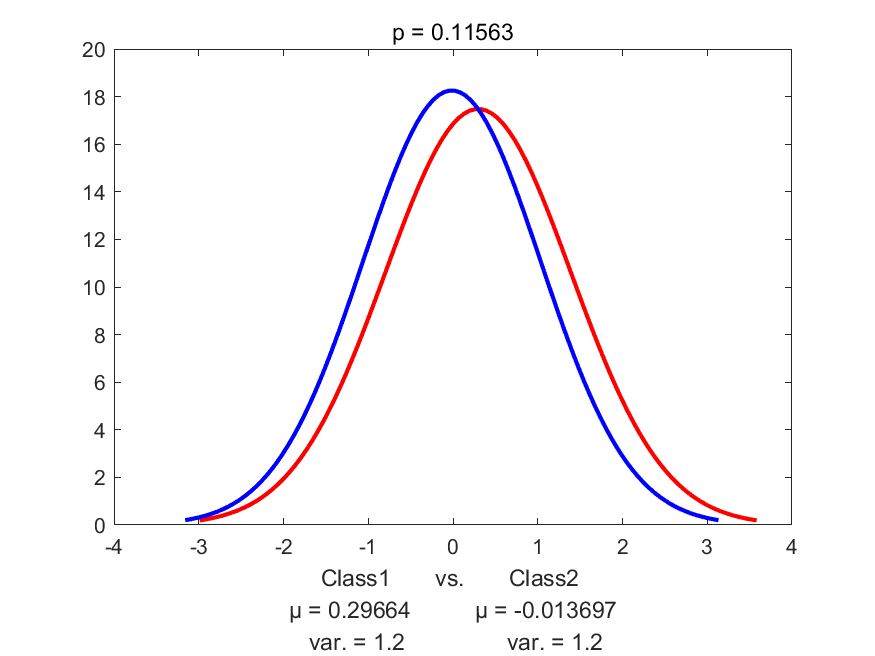 p = 0.11563
20
18
16
14
12
10
8
6
4
2
0
-4 -3 -2 -1 0 1 2 3 4
Class1 vs. Class2
μ = 0.29664 μ = -0.013697
var. = 1.2 var. = 1.2